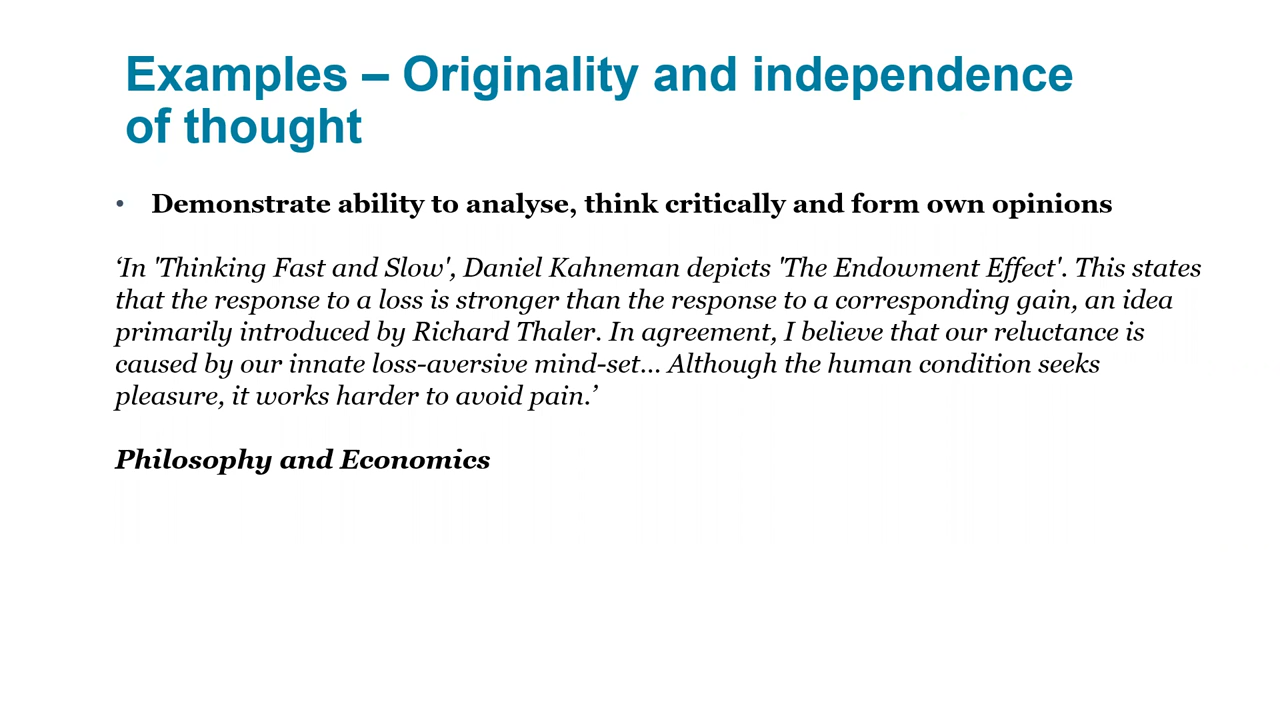 Examples – Originality and independence
of thought
• Demonstrate ability to analyse, think critically and form own opinions
‘In 'Thinking Fast and Slow', Daniel Kahneman depicts 'The Endowment Effect'. This states
that the response to a loss is stronger than the response to a corresponding gain, an idea
primarily introduced by Richard Thaler. In agreement, I believe that our reluctance is
caused by our innate loss-aversive mind-set... Although the human condition seeks
pleasure, it works harder to avoid pain.’
Philosophy and Economics